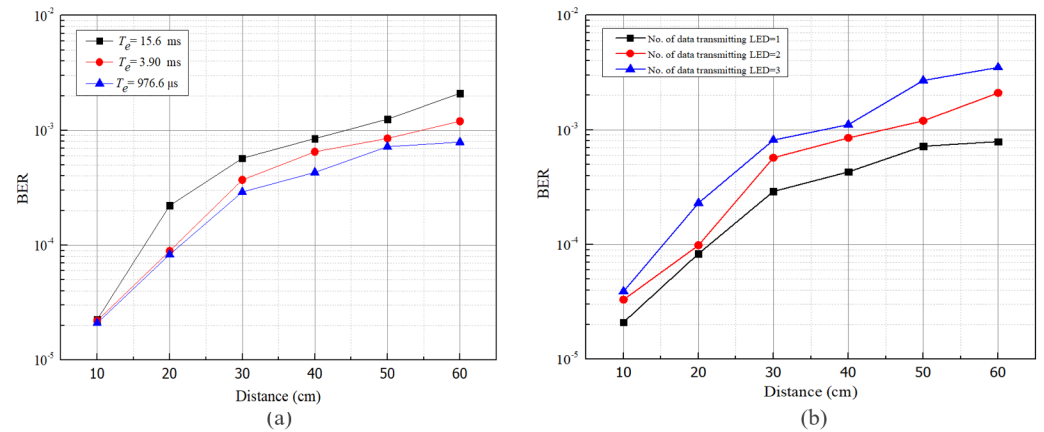 10⁻²
Tₑ= 15.6 ms
Tₑ= 3.90 ms
Tₑ= 976.6 μs
10⁻³
BER
10⁻⁴
10⁻⁵
10 20 30 40 50 60
Distance (cm)
(a)
10⁻²
No. of data transmitting LED=1
No. of data transmitting LED=2
No. of data transmitting LED=3
10⁻³
BER
10⁻⁴
10⁻⁵
10 20 30 40 50 60
Distance (cm)
(b)